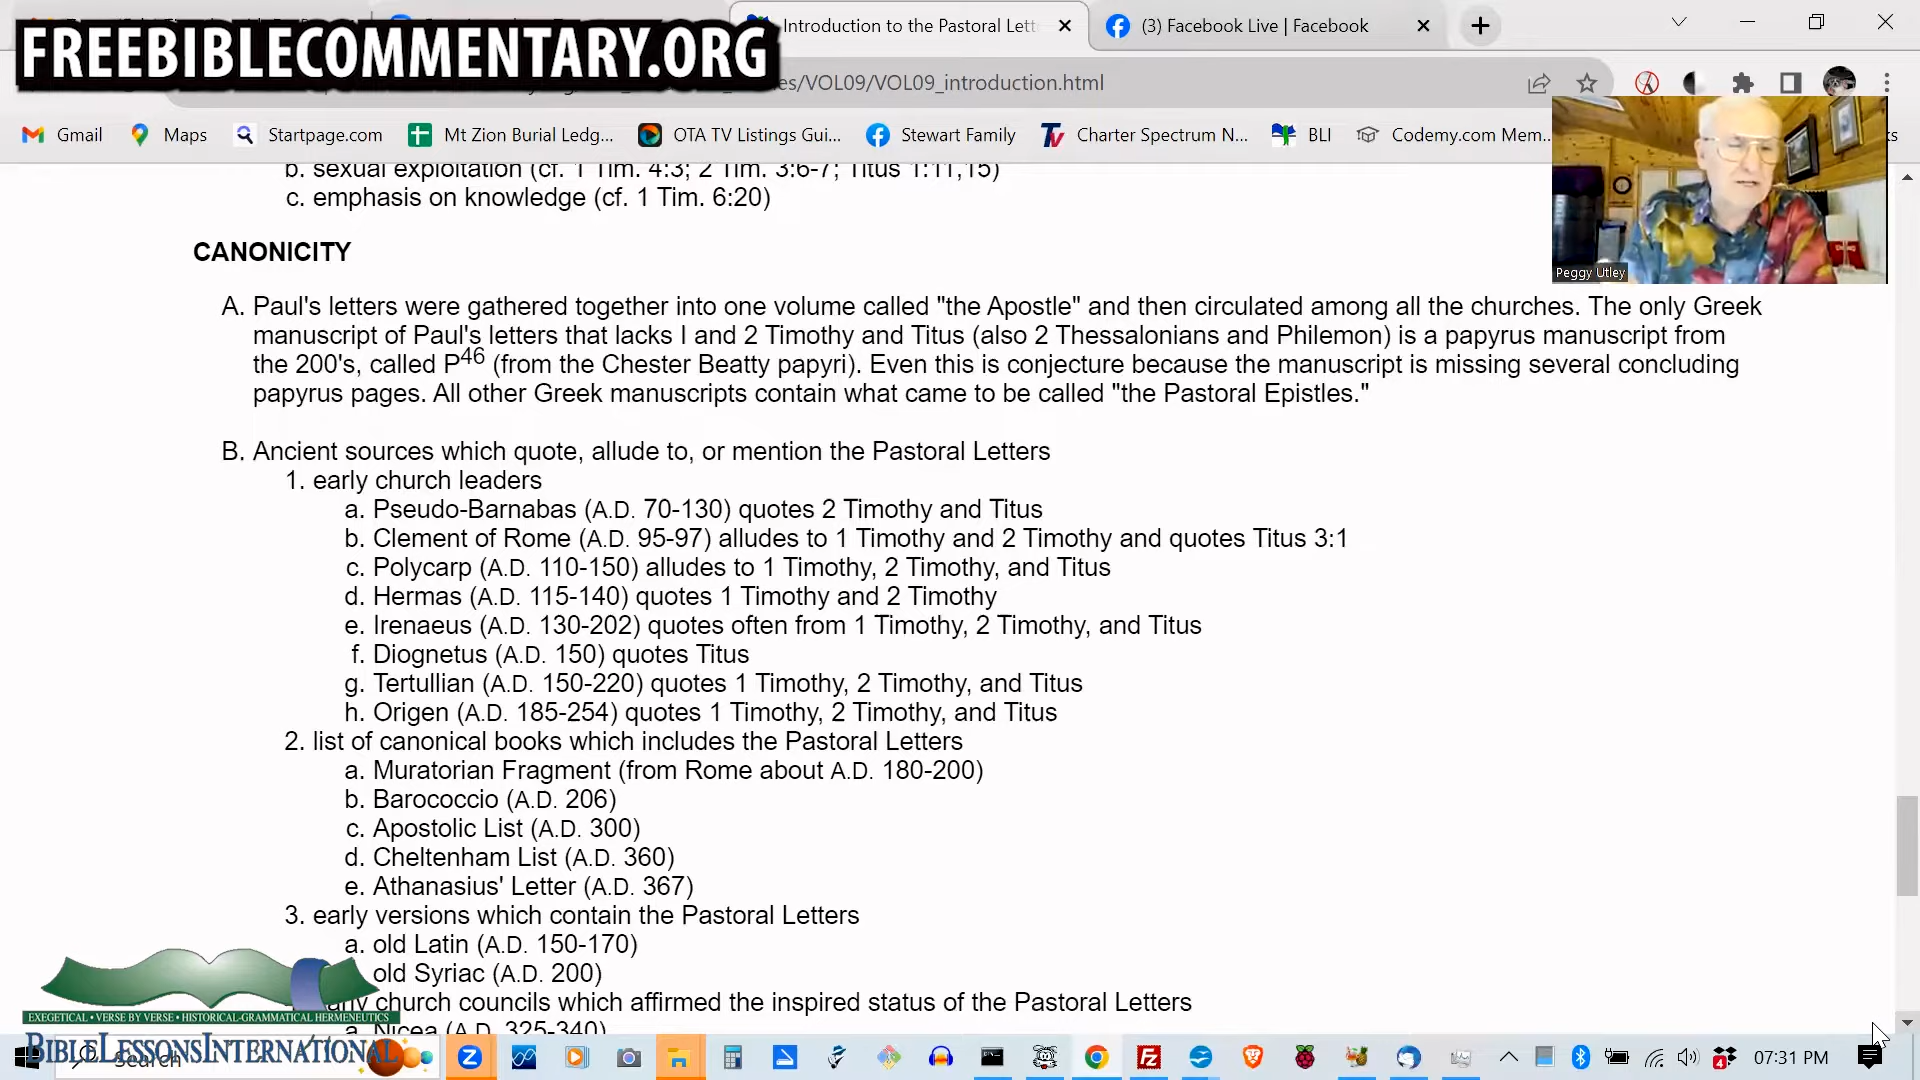 FREEBIBLECOMMENTARY.ORG
Introduction to the Pastoral Lett
(3) Facebook Live | Facebook
es/VOL09/VOL09_introduction.html
Gmail
Maps
Startpage.com
Mt Zion Burial Ledg...
OTA TV Listings Gui...
Stewart Family
Charter Spectrum N...
BLI
Codemy.com Mem...
ks
b. sexual exploitation (cf. 1 Tim. 4:3; 2 Tim. 3:6-7; Titus 1:11,15)
c. emphasis on knowledge (cf. 1 Tim. 6:20)
Peggy Utley
CANONICITY
A. Paul's letters were gathered together into one volume called "the Apostle" and then circulated among all the churches. The only Greek
manuscript of Paul's letters that lacks I and 2 Timothy and Titus (also 2 Thessalonians and Philemon) is a papyrus manuscript from
the 200's, called P46 (from the Chester Beatty papyri). Even this is conjecture because the manuscript is missing several concluding
papyrus pages. All other Greek manuscripts contain what came to be called "the Pastoral Epistles."
B. Ancient sources which quote, allude to, or mention the Pastoral Letters
1. early church leaders
a. Pseudo-Barnabas (A.D. 70-130) quotes 2 Timothy and Titus
b. Clement of Rome (A.D. 95-97) alludes to 1 Timothy and 2 Timothy and quotes Titus 3:1
c. Polycarp (A.D. 110-150) alludes to 1 Timothy, 2 Timothy, and Titus
d. Hermas (A.D. 115-140) quotes 1 Timothy and 2 Timothy
e. Irenaeus (A.D. 130-202) quotes often from 1 Timothy, 2 Timothy, and Titus
f. Diognetus (A.D. 150) quotes Titus
g. Tertullian (A.D. 150-220) quotes 1 Timothy, 2 Timothy, and Titus
h. Origen (A.D. 185-254) quotes 1 Timothy, 2 Timothy, and Titus
2. list of canonical books which includes the Pastoral Letters
a. Muratorian Fragment (from Rome about A.D. 180-200)
b. Barococcio (A.D. 206)
c. Apostolic List (A.D. 300)
d. Cheltenham List (A.D. 360)
e. Athanasius' Letter (A.D. 367)
3. early versions which contain the Pastoral Letters
a. old Latin (A.D. 150-170)
old Syriac (A.D. 200)
church councils which affirmed the inspired status of the Pastoral Letters
a. Nicea (A.D. 325-340)
EXEGETICAL • VERSE BY VERSE • HISTORICAL-GRAMMATICAL HERMENEUTICS
BIBLELESSONSINTERNATIONAL
Search
07:31 PM